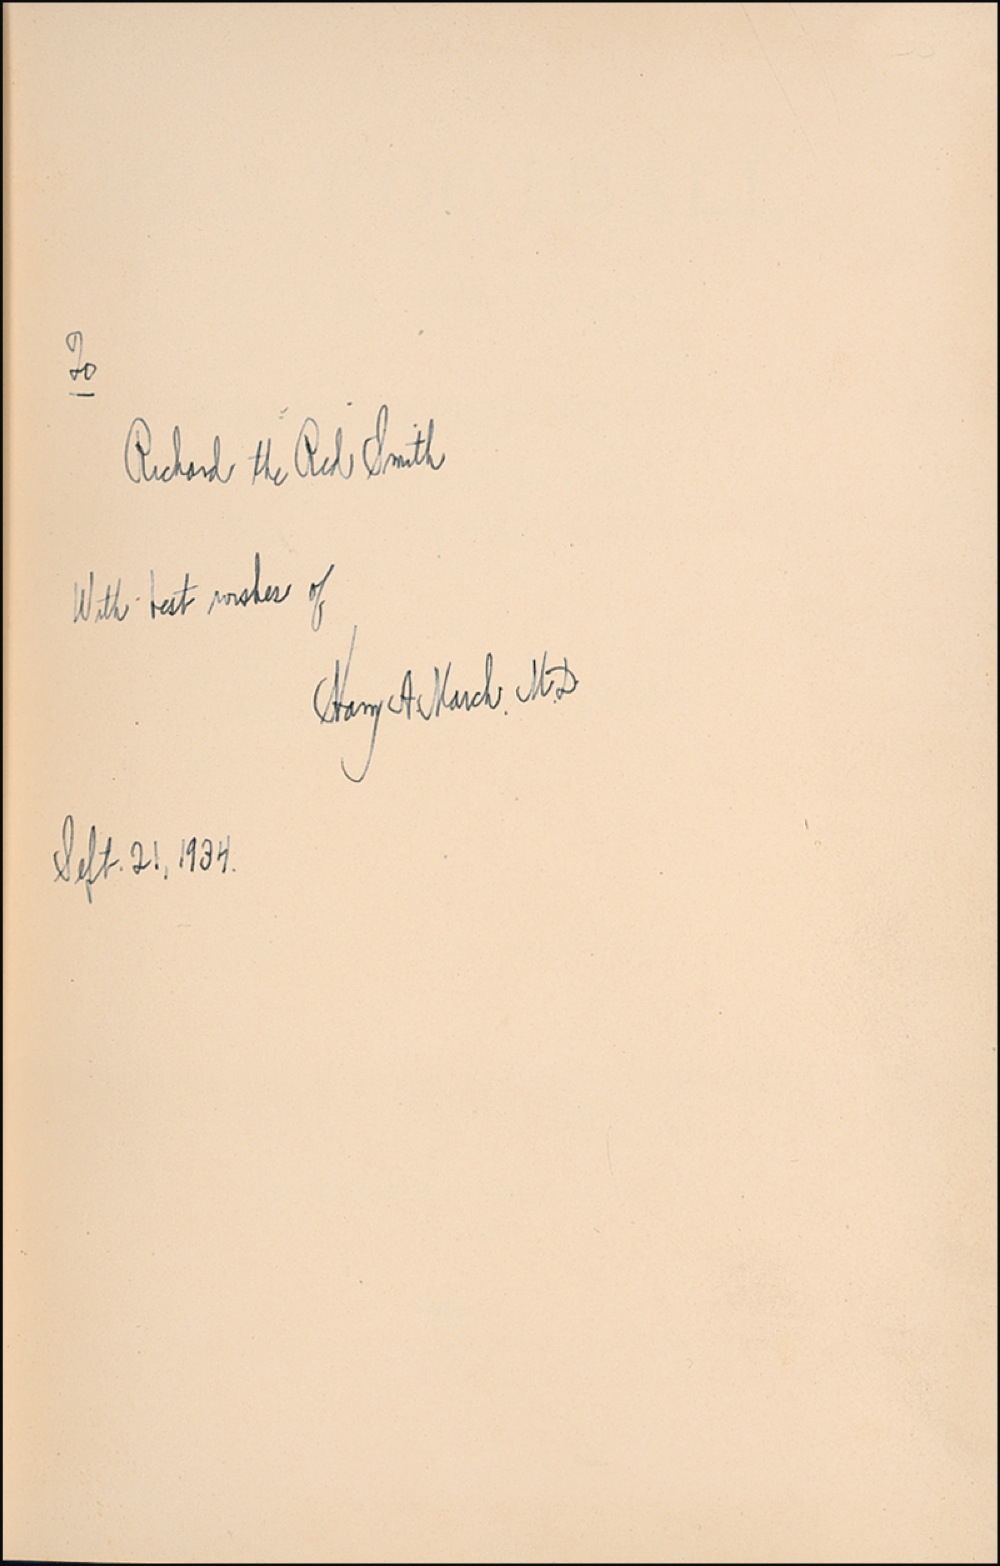 To
Richard the Red Smith
With best wishes of
Harry A. March. M.D.
Sept. 21, 1934.